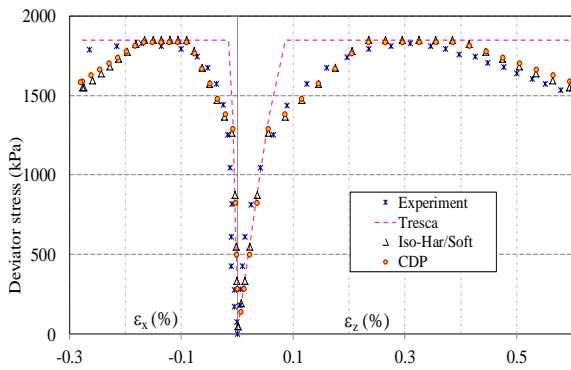 Deviator stress (kPa)
2000
1500
1000
500
0
Experiment
Tresca
Iso-Har/Soft
CDP
εx (%)
εz (%)
-0.3
-0.1
0.1
0.3
0.5